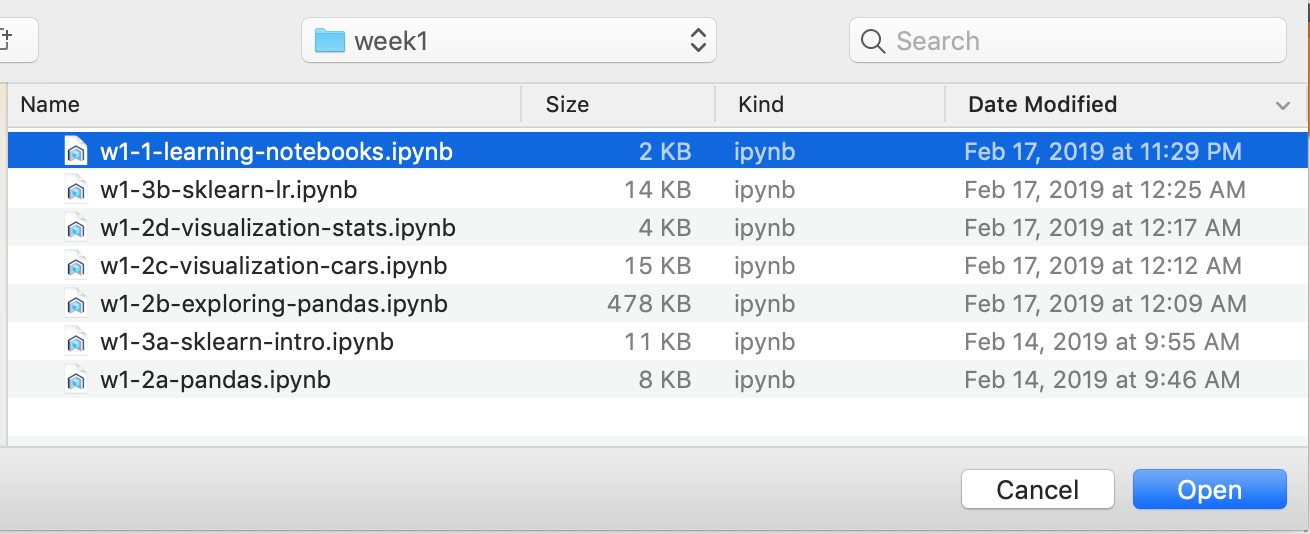 week1 Search
Name Size Kind Date Modified
w1-1-learning-notebooks.ipynb 2 KB ipynb Feb 17, 2019 at 11:29 PM
w1-3b-sklearn-lr.ipynb 14 KB ipynb Feb 17, 2019 at 12:25 AM
w1-2d-visualization-stats.ipynb 4 KB ipynb Feb 17, 2019 at 12:17 AM
w1-2c-visualization-cars.ipynb 15 KB ipynb Feb 17, 2019 at 12:12 AM
w1-2b-exploring-pandas.ipynb 478 KB ipynb Feb 17, 2019 at 12:09 AM
w1-3a-sklearn-intro.ipynb 11 KB ipynb Feb 14, 2019 at 9:55 AM
w1-2a-pandas.ipynb 8 KB ipynb Feb 14, 2019 at 9:46 AM
Cancel Open